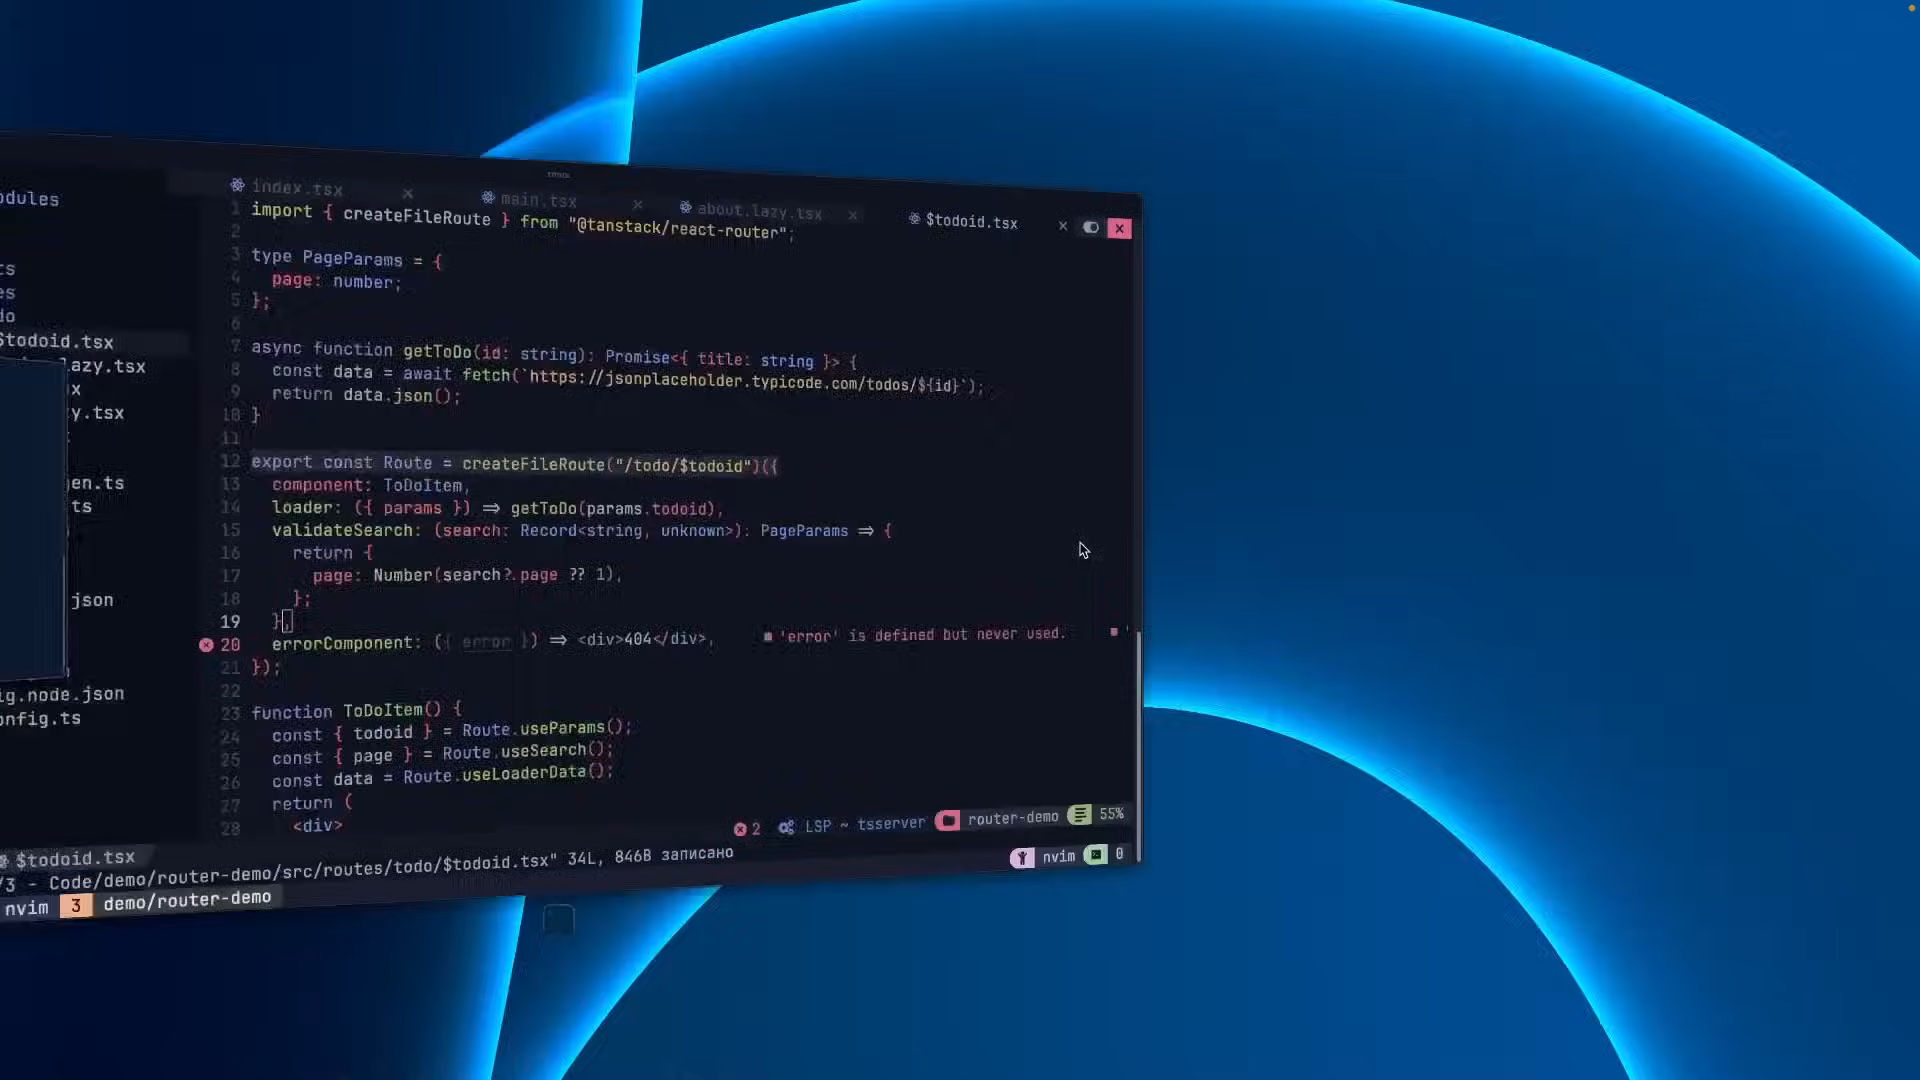 index.tsx
main.tsx
about.lazy.tsx
$todoid.tsx
odules
ts
es
do
$todoid.tsx
lazy.tsx
x
y.tsx
en.ts
ts
json
ig.node.json
onfig.ts
1 import { createFileRoute } from "@tanstack/react-router";
2
3 type PageParams = {
4 page: number;
5 };
6
7 async function getToDo(id: string): Promise<{ title: string }> {
8 const data = await fetch(`https://jsonplaceholder.typicode.com/todos/${id}`);
9 return data.json();
10 }
11
12 export const Route = createFileRoute("/todo/$todoid")({
13 component: ToDoItem,
14 loader: ({ params }) => getToDo(params.todoid),
15 validateSearch: (search: Record<string, unknown>): PageParams => {
16 return {
17 page: Number(search?.page ?? 1),
18 };
19 },
20 errorComponent: ({ error }) => <div>404</div>, 'error' is defined but never used.
21 });
22
23 function ToDoItem() {
24 const { todoid } = Route.useParams();
25 const { page } = Route.useSearch();
26 const data = Route.useLoaderData();
27 return (
28 <div>
2 LSP ~ tsserver router-demo 55%
$todoid.tsx
/3 - Code/demo/router-demo/src/routes/todo/$todoid.tsx" 34L, 846B записано
nvim 0
nvim 3 demo/router-demo